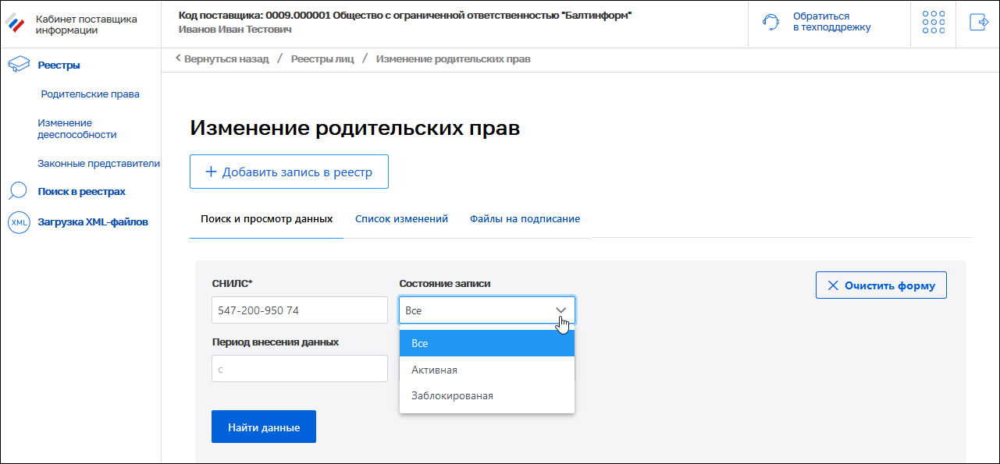 Кабинет поставщика
информации
Код поставщика: 0009.000001 Общество с ограниченной ответственностью "Балтинформ"
Иванов Иван Тестович
Обратиться
в техподдрежку
Вернуться назад / Реестры лиц / Изменение родительских прав
Реестры
Родительские права
Изменение
дееспособности
Законные представители
Поиск в реестрах
XML
Загрузка XML-файлов
Изменение родительских прав
Добавить запись в реестр
Поиск и просмотр данных Список изменений Файлы на подписание
СНИЛС* Состояние записи
Очистить форму
547-200-950 74 Все
Период внесения данных
Все
с
Активная
Заблокированая
Найти данные